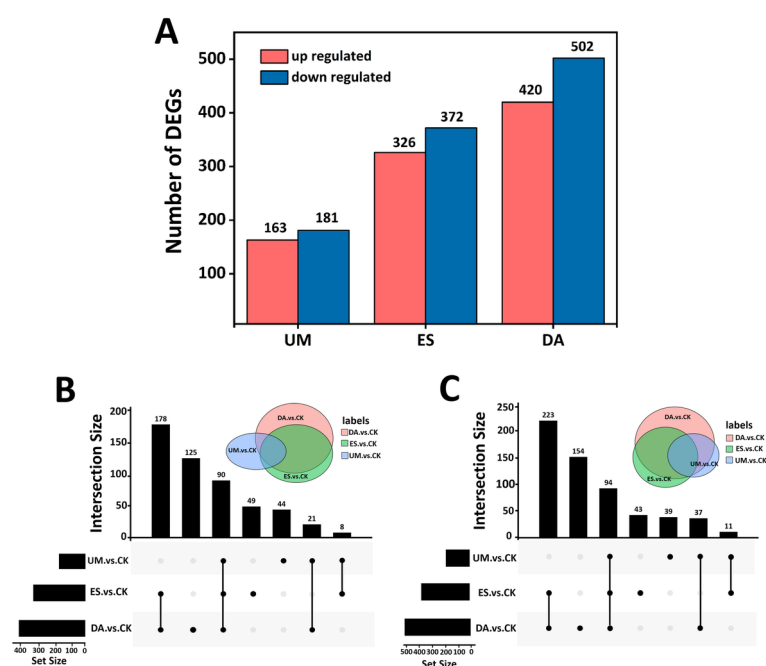 A
Number of DEGs
500
400
300
200
100
up regulated
down regulated
163
181
326
372
420
502
UM
ES
DA
B
Intersection Size
200
150
100
50
0
178
125
90
49
44
21
8
DA.vs.CK
UM.vs.CK
ES.vs.CK
labels
DA.vs.CK
ES.vs.CK
UM.vs.CK
UM.vs.CK
ES.vs.CK
DA.vs.CK
400 300 200 100 0
Set Size
C
Intersection Size
250
200
150
100
50
0
223
154
94
43
39
37
11
DA.vs.CK
UM.vs.CK
ES.vs.CK
labels
DA.vs.CK
ES.vs.CK
UM.vs.CK
UM.vs.CK
ES.vs.CK
DA.vs.CK
500 400 300 200 100 0
Set Size